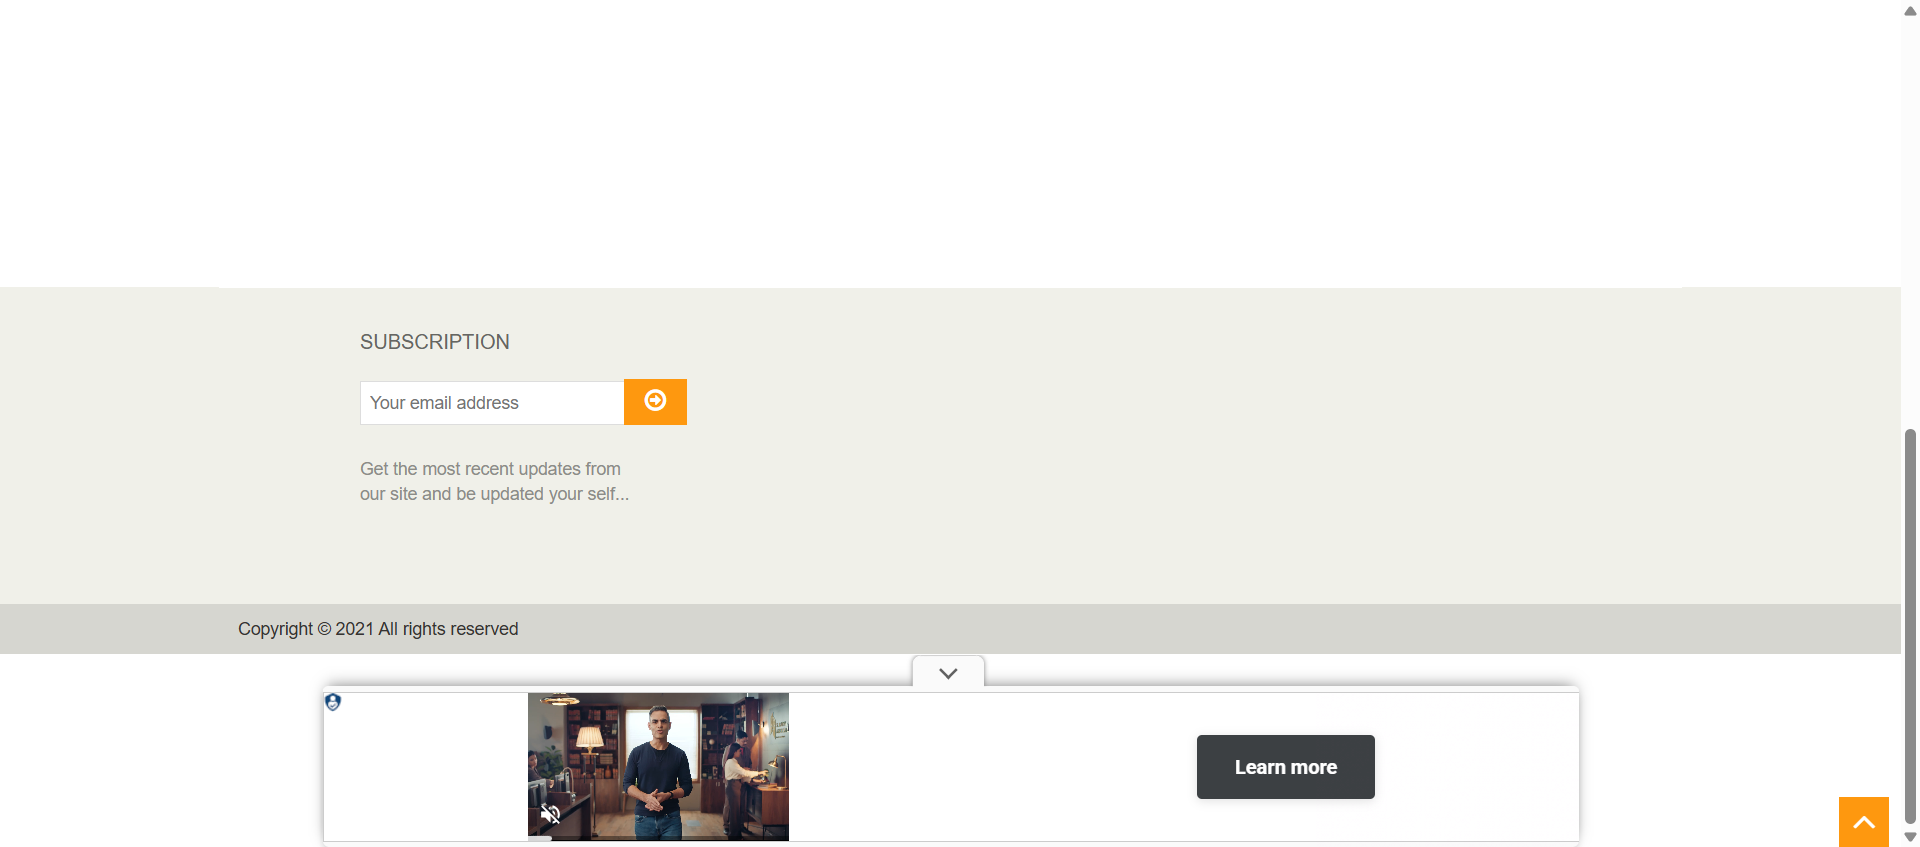 SUBSCRIPTION
Your email address
Get the most recent updates from
our site and be updated your self...
Copyright © 2021 All rights reserved
Learn more